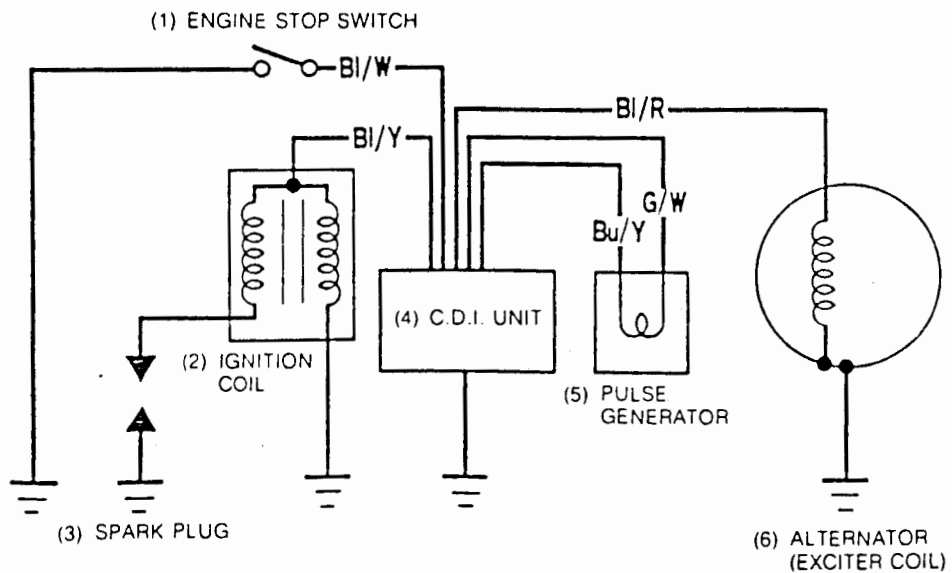 (1) ENGINE STOP SWITCH
Bl/W
Bl/R
Bl/Y
G/W
Bu/Y
(4) C.D.I. UNIT
(2) IGNITION
COIL
(5) PULSE
GENERATOR
(3) SPARK PLUG
(6) ALTERNATOR
(EXCITER COIL)